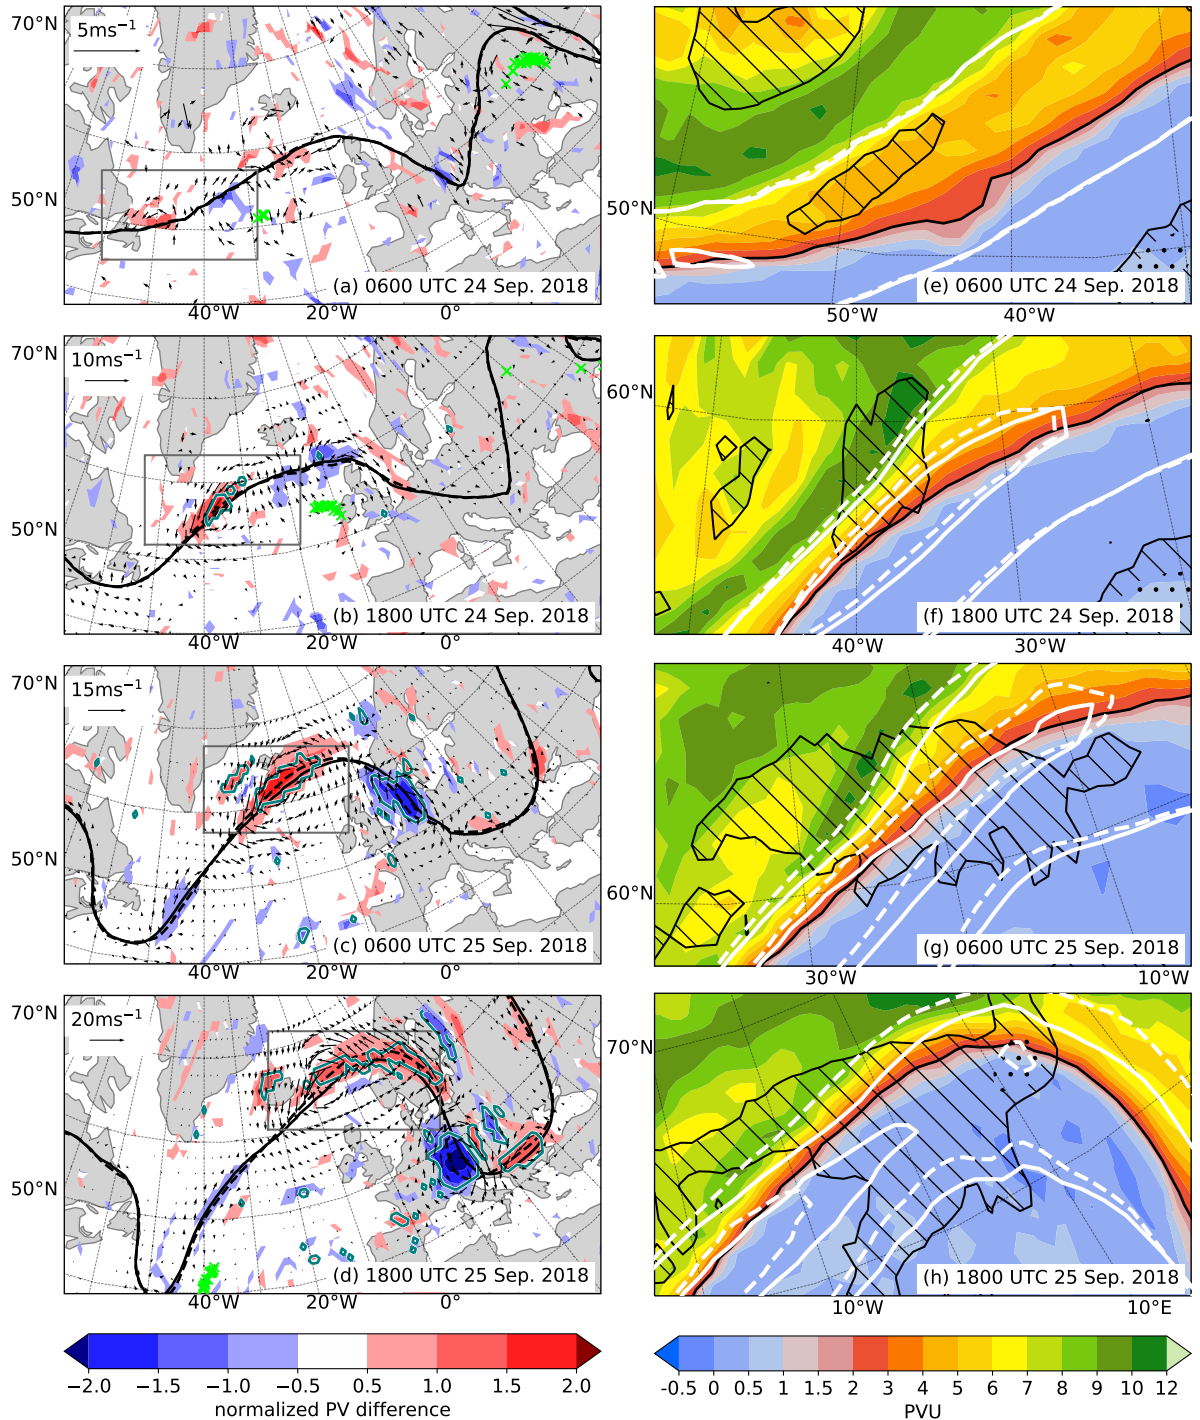 70°N
5ms⁻¹
50°N
(a) 0600 UTC 24 Sep. 2018
40°W 20°W 0°
50°N
(e) 0600 UTC 24 Sep. 2018
50°W 40°W
70°N
10ms⁻¹
50°N
(b) 1800 UTC 24 Sep. 2018
40°W 20°W 0°
60°N
(f) 1800 UTC 24 Sep. 2018
40°W 30°W
70°N
15ms⁻¹
50°N
(c) 0600 UTC 25 Sep. 2018
40°W 20°W 0°
60°N
(g) 0600 UTC 25 Sep. 2018
30°W 10°W
70°N
20ms⁻¹
50°N
(d) 1800 UTC 25 Sep. 2018
40°W 20°W 0°
70°N
(h) 1800 UTC 25 Sep. 2018
10°W 10°E
−2.0 −1.5 −1.0 −0.5 0.5 1.0 1.5 2.0
normalized PV difference
-0.5 0 0.5 1 1.5 2 3 4 5 6 7 8 9 10 12
PVU